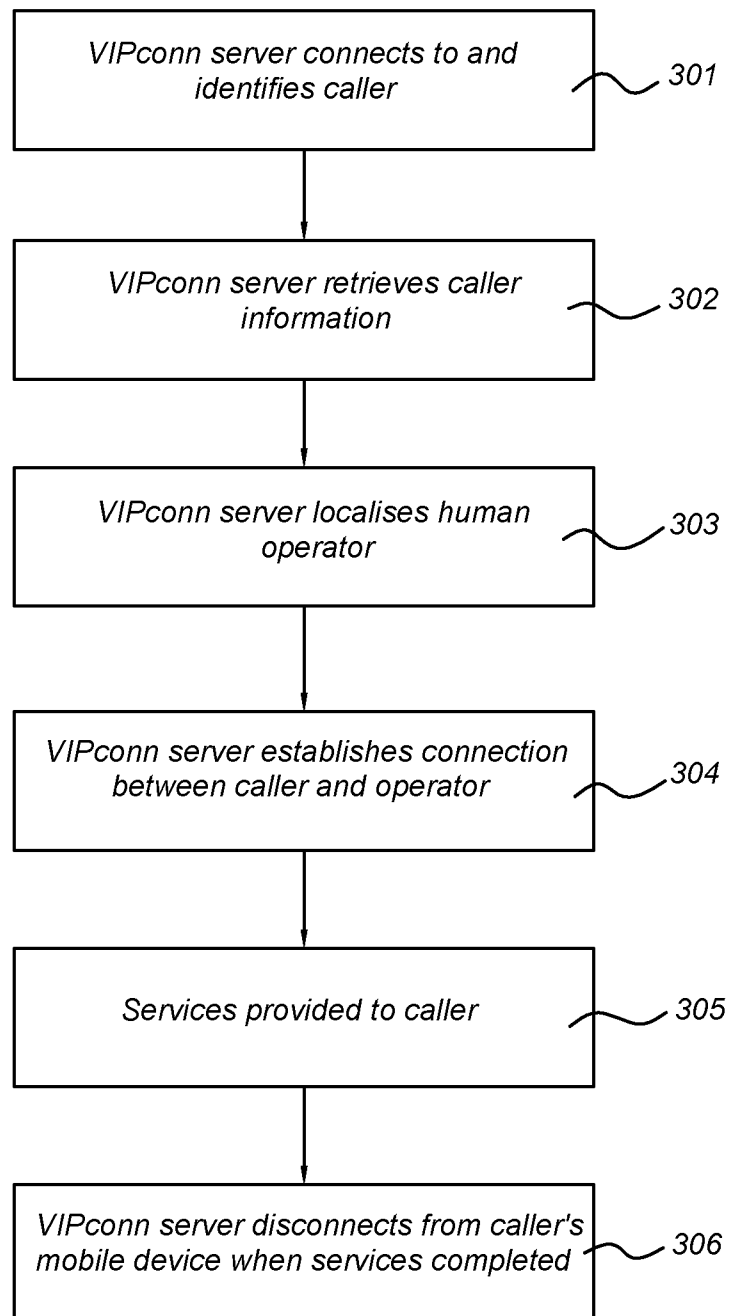 VIPconn server connects to and
identifies caller
301
VIPconn server retrieves caller
information
302
VIPconn server localises human
operator
303
VIPconn server establishes connection
between caller and operator
304
Services provided to caller
305
VIPconn server disconnects from caller's
mobile device when services completed
306